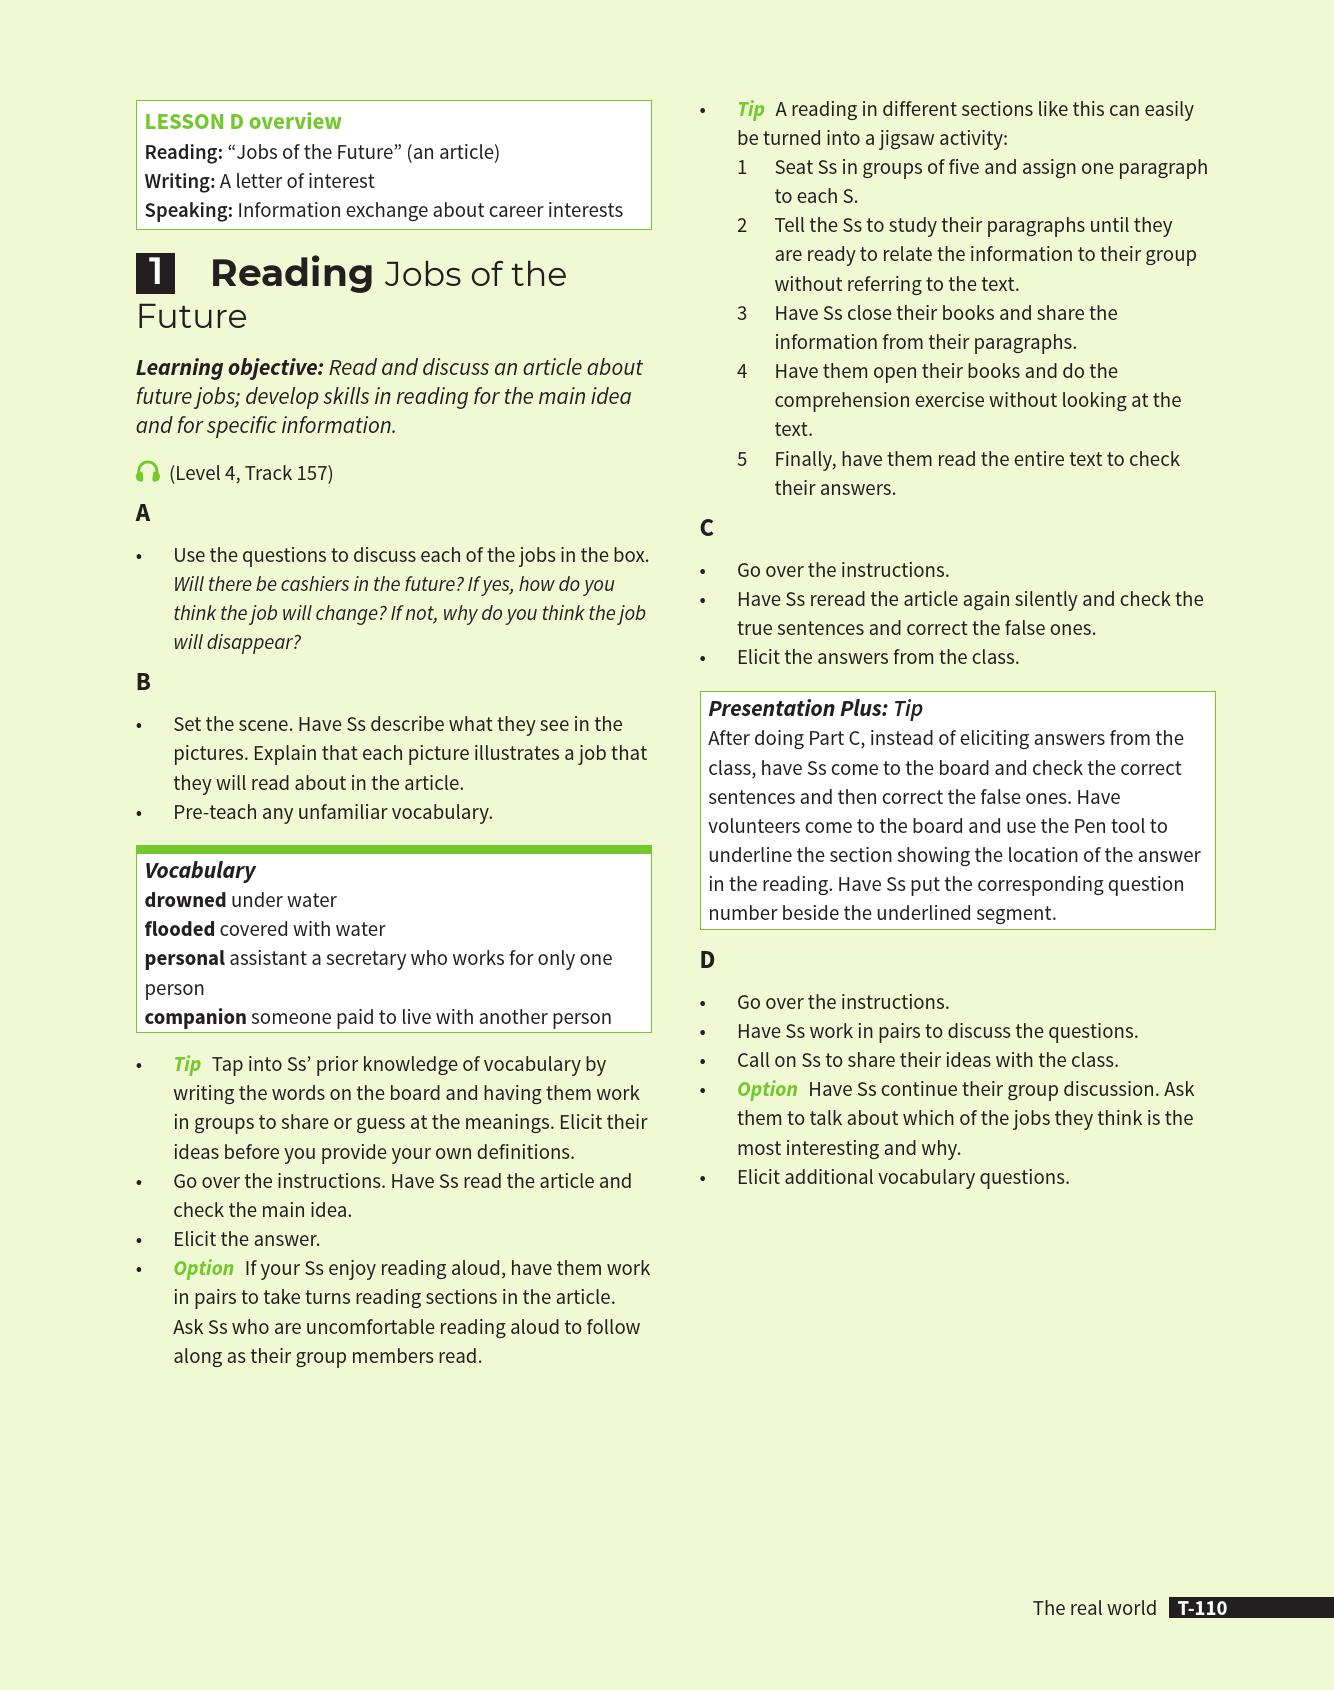 LESSON D overview
Reading: “Jobs of the Future” (an article)
Writing: A letter of interest
Speaking: Information exchange about career interests
1 Reading Jobs of the
Future
Learning objective: Read and discuss an article about
future jobs; develop skills in reading for the main idea
and for specific information.
(Level 4, Track 157)
A
• Use the questions to discuss each of the jobs in the box.
Will there be cashiers in the future? If yes, how do you
think the job will change? If not, why do you think the job
will disappear?
B
• Set the scene. Have Ss describe what they see in the
pictures. Explain that each picture illustrates a job that
they will read about in the article.
• Pre-teach any unfamiliar vocabulary.
Vocabulary
drowned under water
flooded covered with water
personal assistant a secretary who works for only one
person
companion someone paid to live with another person
• Tip Tap into Ss’ prior knowledge of vocabulary by
writing the words on the board and having them work
in groups to share or guess at the meanings. Elicit their
ideas before you provide your own definitions.
• Go over the instructions. Have Ss read the article and
check the main idea.
• Elicit the answer.
• Option If your Ss enjoy reading aloud, have them work
in pairs to take turns reading sections in the article.
Ask Ss who are uncomfortable reading aloud to follow
along as their group members read.
• Tip A reading in different sections like this can easily
be turned into a jigsaw activity:
1 Seat Ss in groups of five and assign one paragraph
to each S.
2 Tell the Ss to study their paragraphs until they
are ready to relate the information to their group
without referring to the text.
3 Have Ss close their books and share the
information from their paragraphs.
4 Have them open their books and do the
comprehension exercise without looking at the
text.
5 Finally, have them read the entire text to check
their answers.
C
• Go over the instructions.
• Have Ss reread the article again silently and check the
true sentences and correct the false ones.
• Elicit the answers from the class.
Presentation Plus: Tip
After doing Part C, instead of eliciting answers from the
class, have Ss come to the board and check the correct
sentences and then correct the false ones. Have
volunteers come to the board and use the Pen tool to
underline the section showing the location of the answer
in the reading. Have Ss put the corresponding question
number beside the underlined segment.
D
• Go over the instructions.
• Have Ss work in pairs to discuss the questions.
• Call on Ss to share their ideas with the class.
• Option Have Ss continue their group discussion. Ask
them to talk about which of the jobs they think is the
most interesting and why.
• Elicit additional vocabulary questions.
The real world T-110